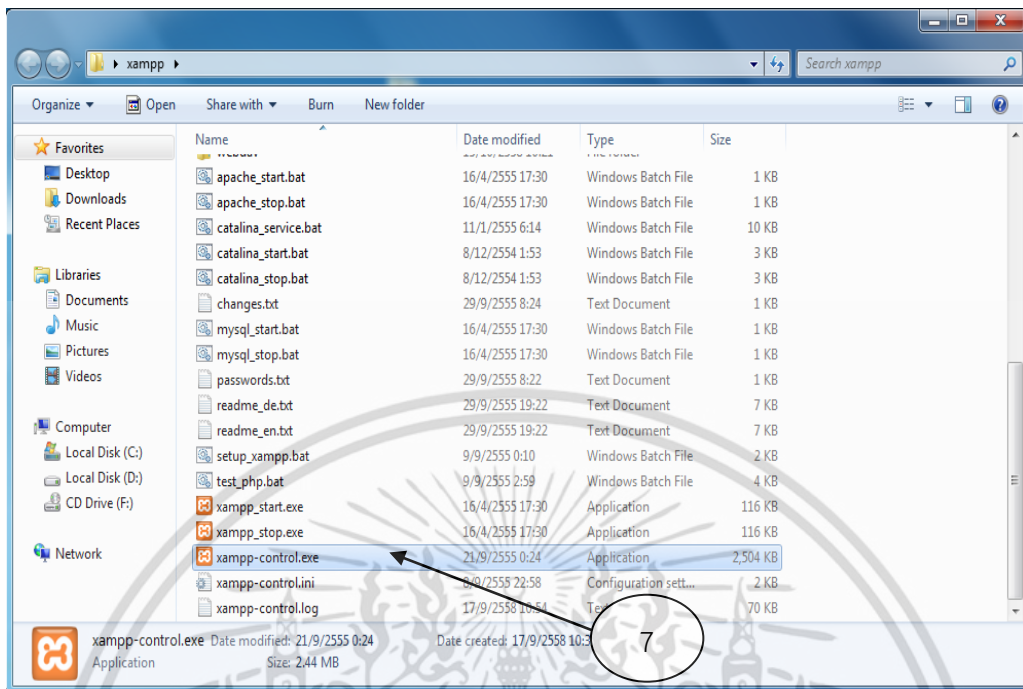 xampp
Search xampp
Organize Open Share with Burn New folder
Favorites
Desktop
Downloads
Recent Places
Libraries
Documents
Music
Pictures
Videos
Computer
Local Disk (C:)
Local Disk (D:)
CD Drive (F:)
Network
Name Date modified Type Size
apache_start.bat 16/4/2555 17:30 Windows Batch File 1 KB
apache_stop.bat 16/4/2555 17:30 Windows Batch File 1 KB
catalina_service.bat 11/1/2555 6:14 Windows Batch File 10 KB
catalina_start.bat 8/12/2554 1:53 Windows Batch File 3 KB
catalina_stop.bat 8/12/2554 1:53 Windows Batch File 3 KB
changes.txt 29/9/2555 8:24 Text Document 1 KB
mysql_start.bat 16/4/2555 17:30 Windows Batch File 1 KB
mysql_stop.bat 16/4/2555 17:30 Windows Batch File 1 KB
passwords.txt 29/9/2555 8:22 Text Document 1 KB
readme_de.txt 29/9/2555 19:22 Text Document 7 KB
readme_en.txt 29/9/2555 19:22 Text Document 7 KB
setup_xampp.bat 9/9/2555 0:10 Windows Batch File 2 KB
test_php.bat 9/9/2555 2:59 Windows Batch File 4 KB
xampp_start.exe 16/4/2555 17:30 Application 116 KB
xampp_stop.exe 16/4/2555 17:30 Application 116 KB
xampp-control.exe 21/9/2555 0:24 Application 2,504 KB
xampp-control.ini 8/9/2555 22:58 Configuration sett... 2 KB
xampp-control.log 17/9/2558 10:54 70 KB
7
xampp-control.exe Date modified: 21/9/2555 0:24 Date created: 17/9/2558
Application Size: 2.44 MB